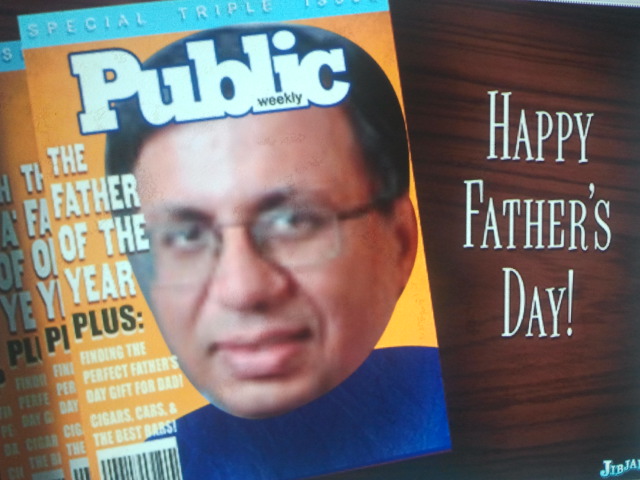 SPECIAL TRIPLE ISSUE
Public
weekly
THE
FATHER
OF THE
YEAR
PLUS:
FINDING THE
PERFECT FATHER'S
DAY GIFT FOR DAD!
CIGARS, CARS, &
THE BEST BARS!
HAPPY
FATHER'S
DAY!
JIBJA